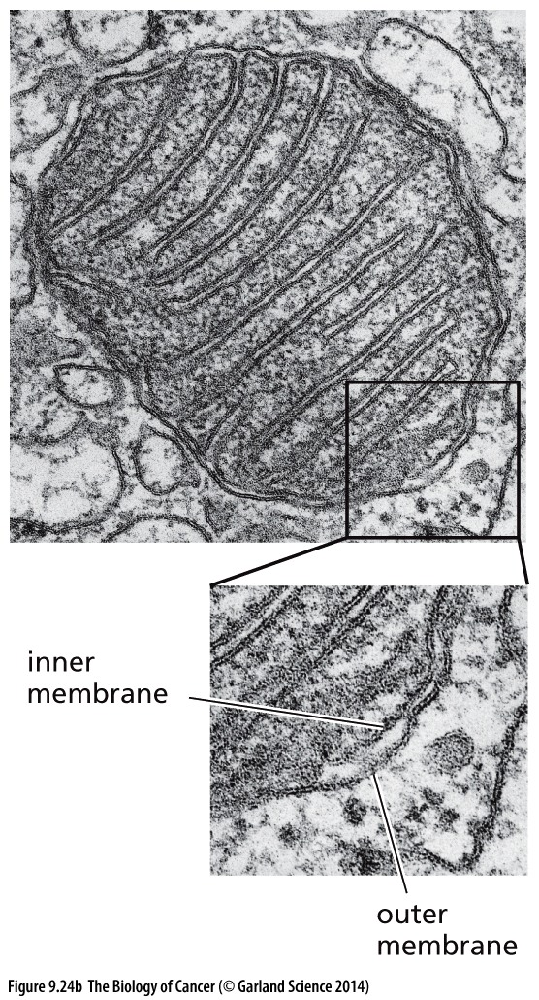 inner
membrane
outer
membrane
Figure 9.24b The Biology of Cancer (© Garland Science 2014)